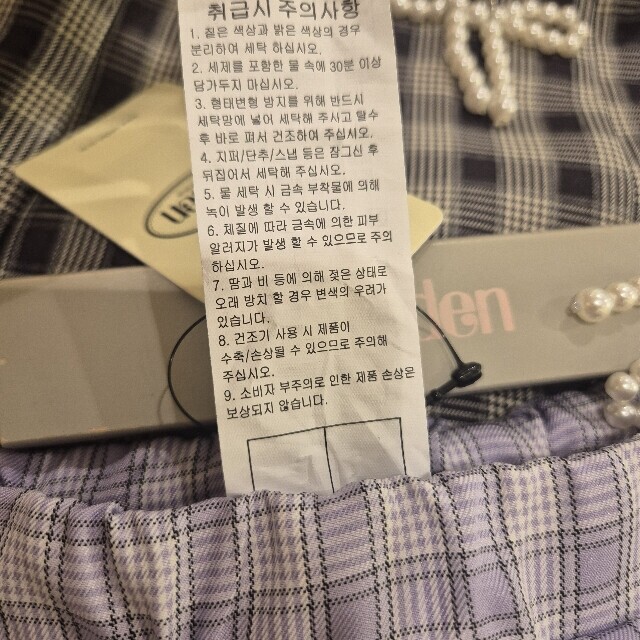 취급시 주의사항
1. 짙은 색상과 밝은 색상의 경우
분리하여 세탁 하십시오.
2. 세제를 포함한 물 속에 30분 이상
담가두지 마십시오.
3. 형태변형 방지를 위해 반드시
세탁망에 넣어 세탁해 주시고 탈수
후 바로 펴서 건조하여 주십시오.
4. 지퍼/단추/스냅 등은 잠그신 후
뒤집어서 세탁해 주십시오.
5. 물 세탁 시 금속 부착물에 의해
녹이 발생 할 수 있습니다.
6. 체질에 따라 금속에 의한 피부
알러지가 발생 할 수 있으므로 주의
하십시오.
7. 땀과 비 등에 의해 젖은 상태로
오래 방치 할 경우 변색의 우려가
있습니다.
8. 건조기 사용 시 제품이
수축/손상될 수 있으므로 주의해
주십시오.
9. 소비자 부주의로 인한 제품 손상은
보상되지 않습니다.
den